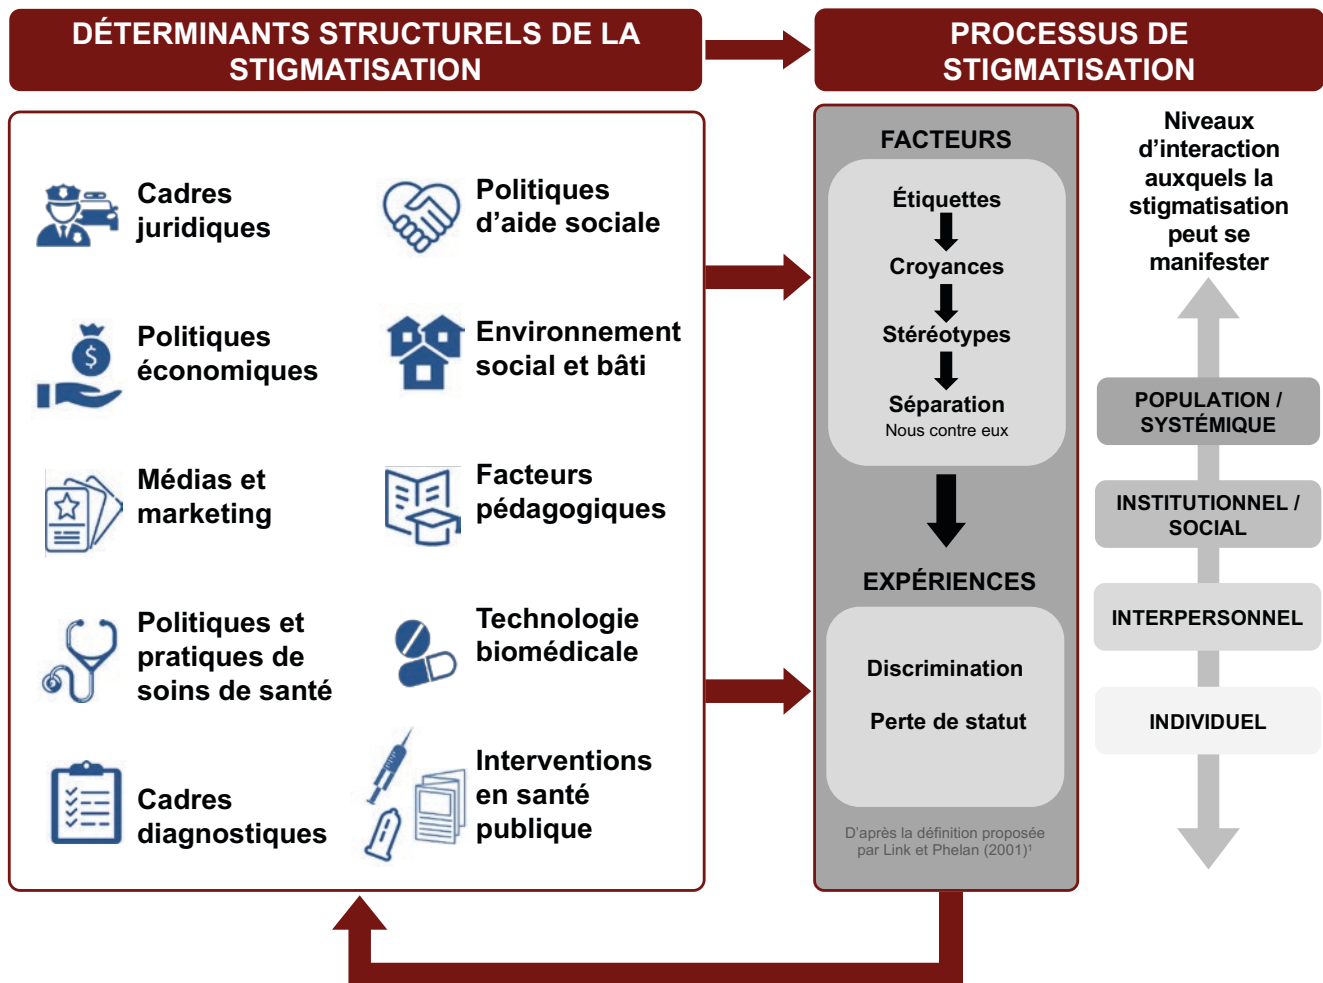 DÉTERMINANTS STRUCTURELS DE LA
STIGMATISATION
PROCESSUS DE
STIGMATISATION
Cadres
juridiques
Politiques
d'aide sociale
Politiques
économiques
$
Environnement
social et bâti
Médias et
marketing
Facteurs
pédagogiques
Politiques et
pratiques de
soins de santé
Technologie
biomédicale
Cadres
diagnostiques
Interventions
en santé
publique
FACTEURS
Étiquettes
Croyances
Stéréotypes
Séparation
Nous contre eux
EXPÉRIENCES
Discrimination
Perte de statut
D'après la définition proposée
par Link et Phelan (2001)¹
Niveaux
d'interaction
auxquels la
stigmatisation
peut se
manifester
POPULATION /
SYSTÉMIQUE
INSTITUTIONNEL /
SOCIAL
INTERPERSONNEL
INDIVIDUEL